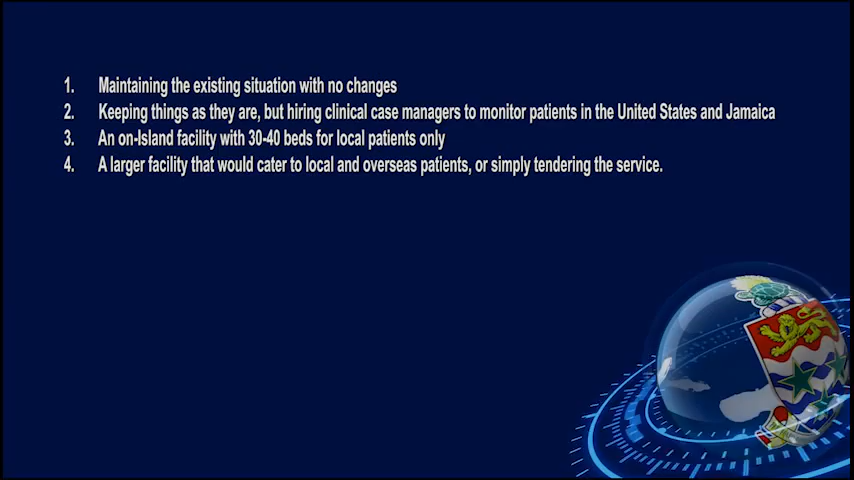 1. Maintaining the existing situation with no changes
2. Keeping things as they are, but hiring clinical case managers to monitor patients in the United States and Jamaica
3. An on-Island facility with 30-40 beds for local patients only
4. A larger facility that would cater to local and overseas patients, or simply tendering the service.